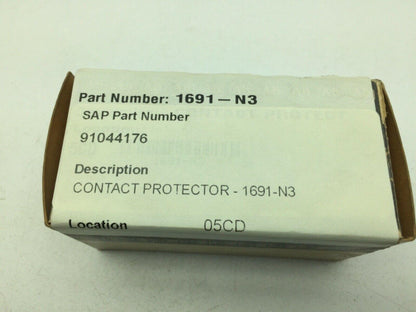 Part Number: 1691-N3
SAP Part Number
91044176
Description
CONTACT PROTECTOR - 1691-N3
Location 05CD